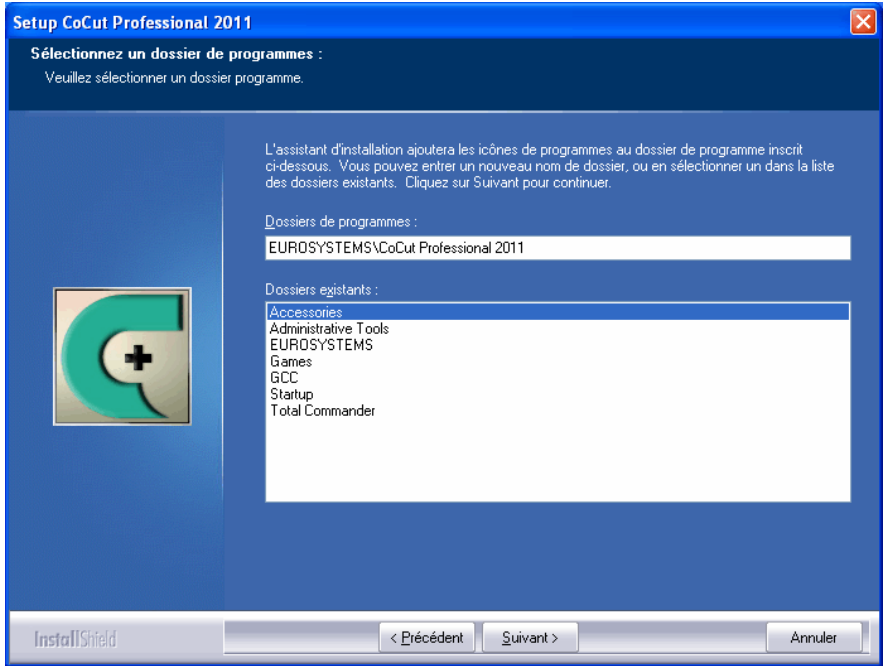 Setup CoCut Professional 2011
Sélectionnez un dossier de programmes :
Veuillez sélectionner un dossier programme.
L'assistant d'installation ajoutera les icônes de programmes au dossier de programme inscrit
ci-dessous. Vous pouvez entrer un nouveau nom de dossier, ou en sélectionner un dans la liste
des dossiers existants. Cliquez sur Suivant pour continuer.
Dossiers de programmes :
EUROSYSTEMS\CoCut Professional 2011
Dossiers existants :
Accessories
Administrative Tools
EUROSYSTEMS
Games
GCC
Startup
Total Commander
InstallShield
< Précédent
Suivant >
Annuler